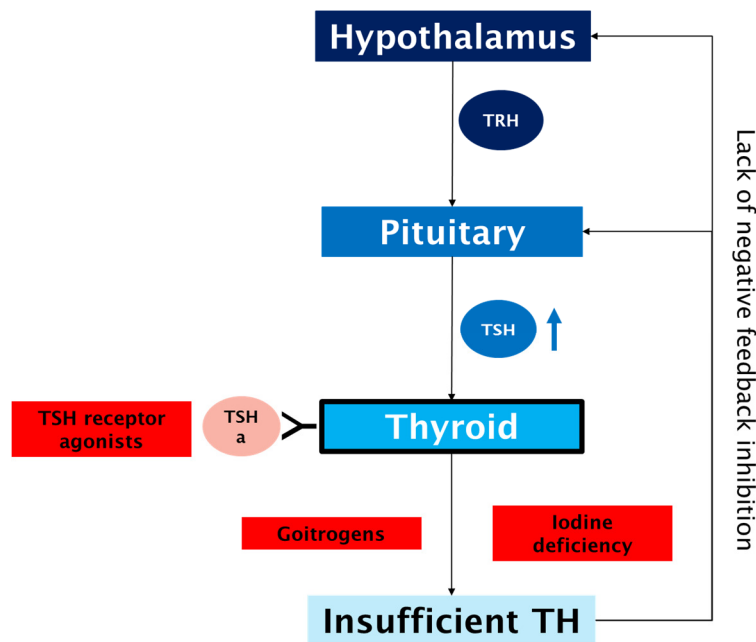 Hypothalamus
TRH
Pituitary
TSH
TSH receptor
agonists
TSH
a
Thyroid
Goitrogens
Iodine
deficiency
Insufficient TH
Lack of negative feedback inhibition